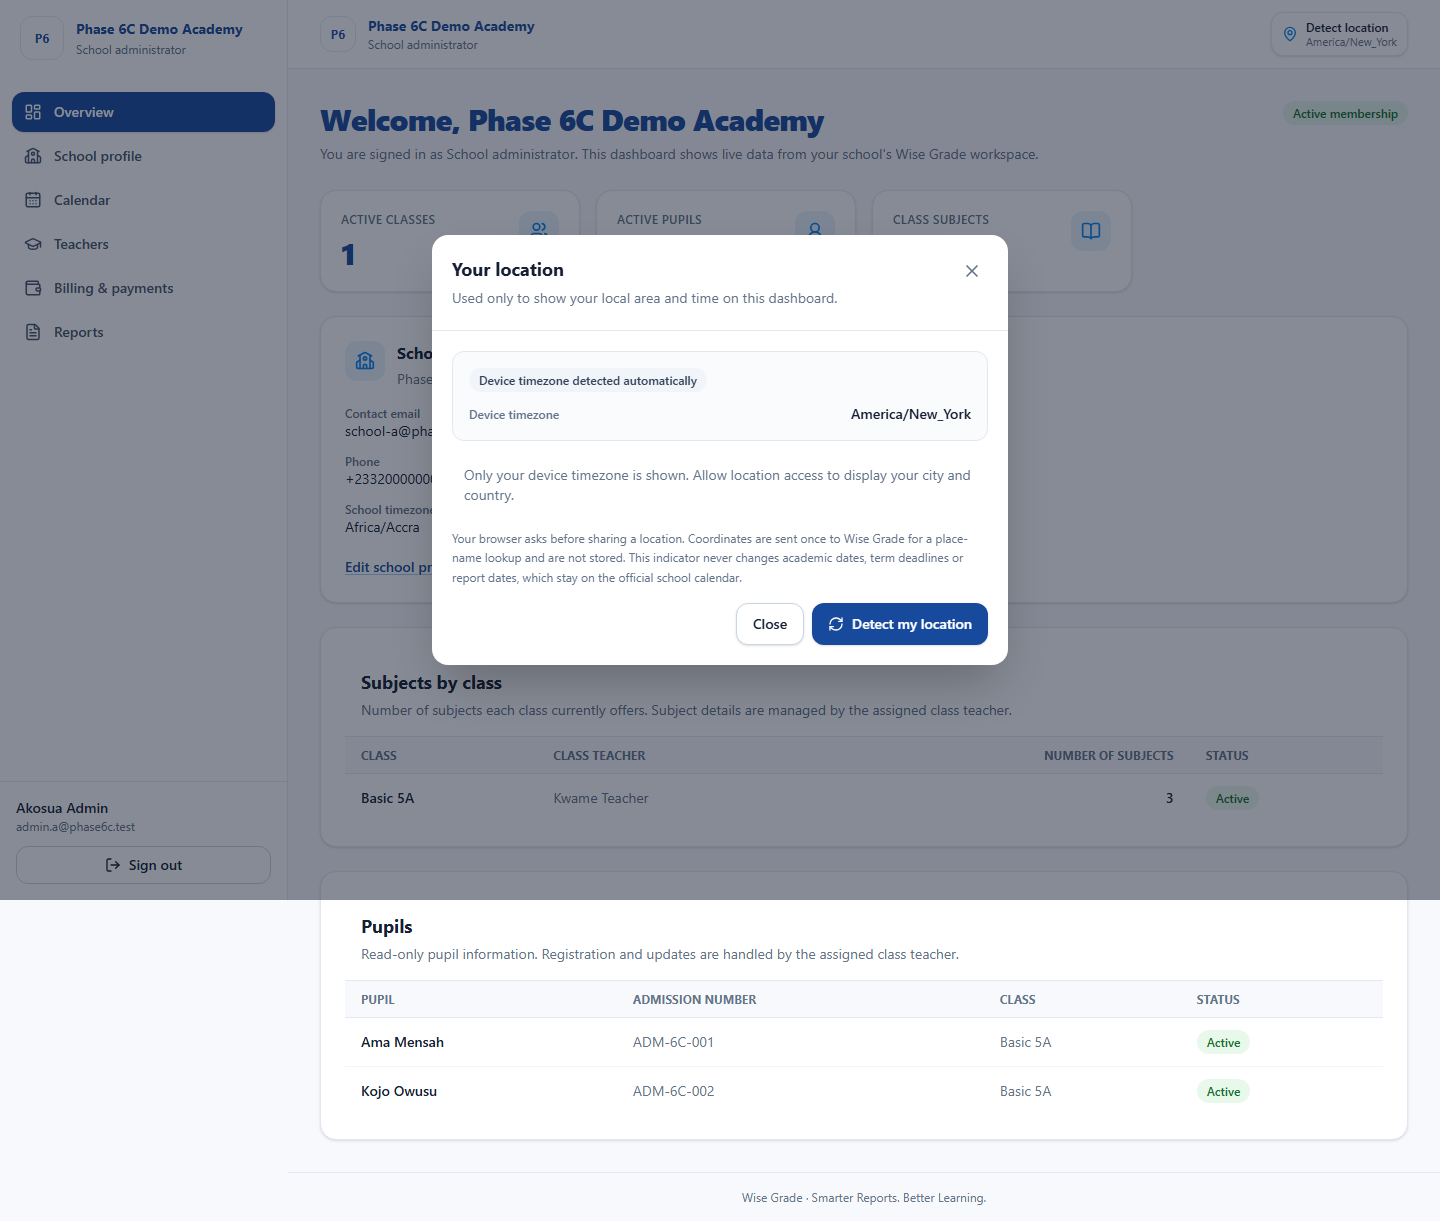 P6
Phase 6C Demo Academy
School administrator
Overview
School profile
Calendar
Teachers
Billing & payments
Reports
Akosua Admin
admin.a@phase6c.test
Sign out
P6
Phase 6C Demo Academy
School administrator
Detect location
America/New_York
Welcome, Phase 6C Demo Academy
Active membership
You are signed in as School administrator. This dashboard shows live data from your school's Wise Grade workspace.
ACTIVE CLASSES
1
ACTIVE PUPILS
CLASS SUBJECTS
Phase
Contact email
Phone
School timezone
Africa/Accra
Edit school
Your location
Used only to show your local area and time on this dashboard.
Device timezone detected automatically
Device timezone
America/New_York
Only your device timezone is shown. Allow location access to display your city and
country.
Your browser asks before sharing a location. Coordinates are sent once to Wise Grade for a place-
name lookup and are not stored. This indicator never changes academic dates, term deadlines or
report dates, which stay on the official school calendar.
Close
Detect my location
Subjects by class
Number of subjects each class currently offers. Subject details are managed by the assigned class teacher.
CLASS
CLASS TEACHER
NUMBER OF SUBJECTS
STATUS
Basic 5A
Kwame Teacher
3
Active
Pupils
Read-only pupil information. Registration and updates are handled by the assigned class teacher.
PUPIL
ADMISSION NUMBER
CLASS
STATUS
Ama Mensah
ADM-6C-001
Basic 5A
Active
Kojo Owusu
ADM-6C-002
Basic 5A
Active
Wise Grade · Smarter Reports. Better Learning.